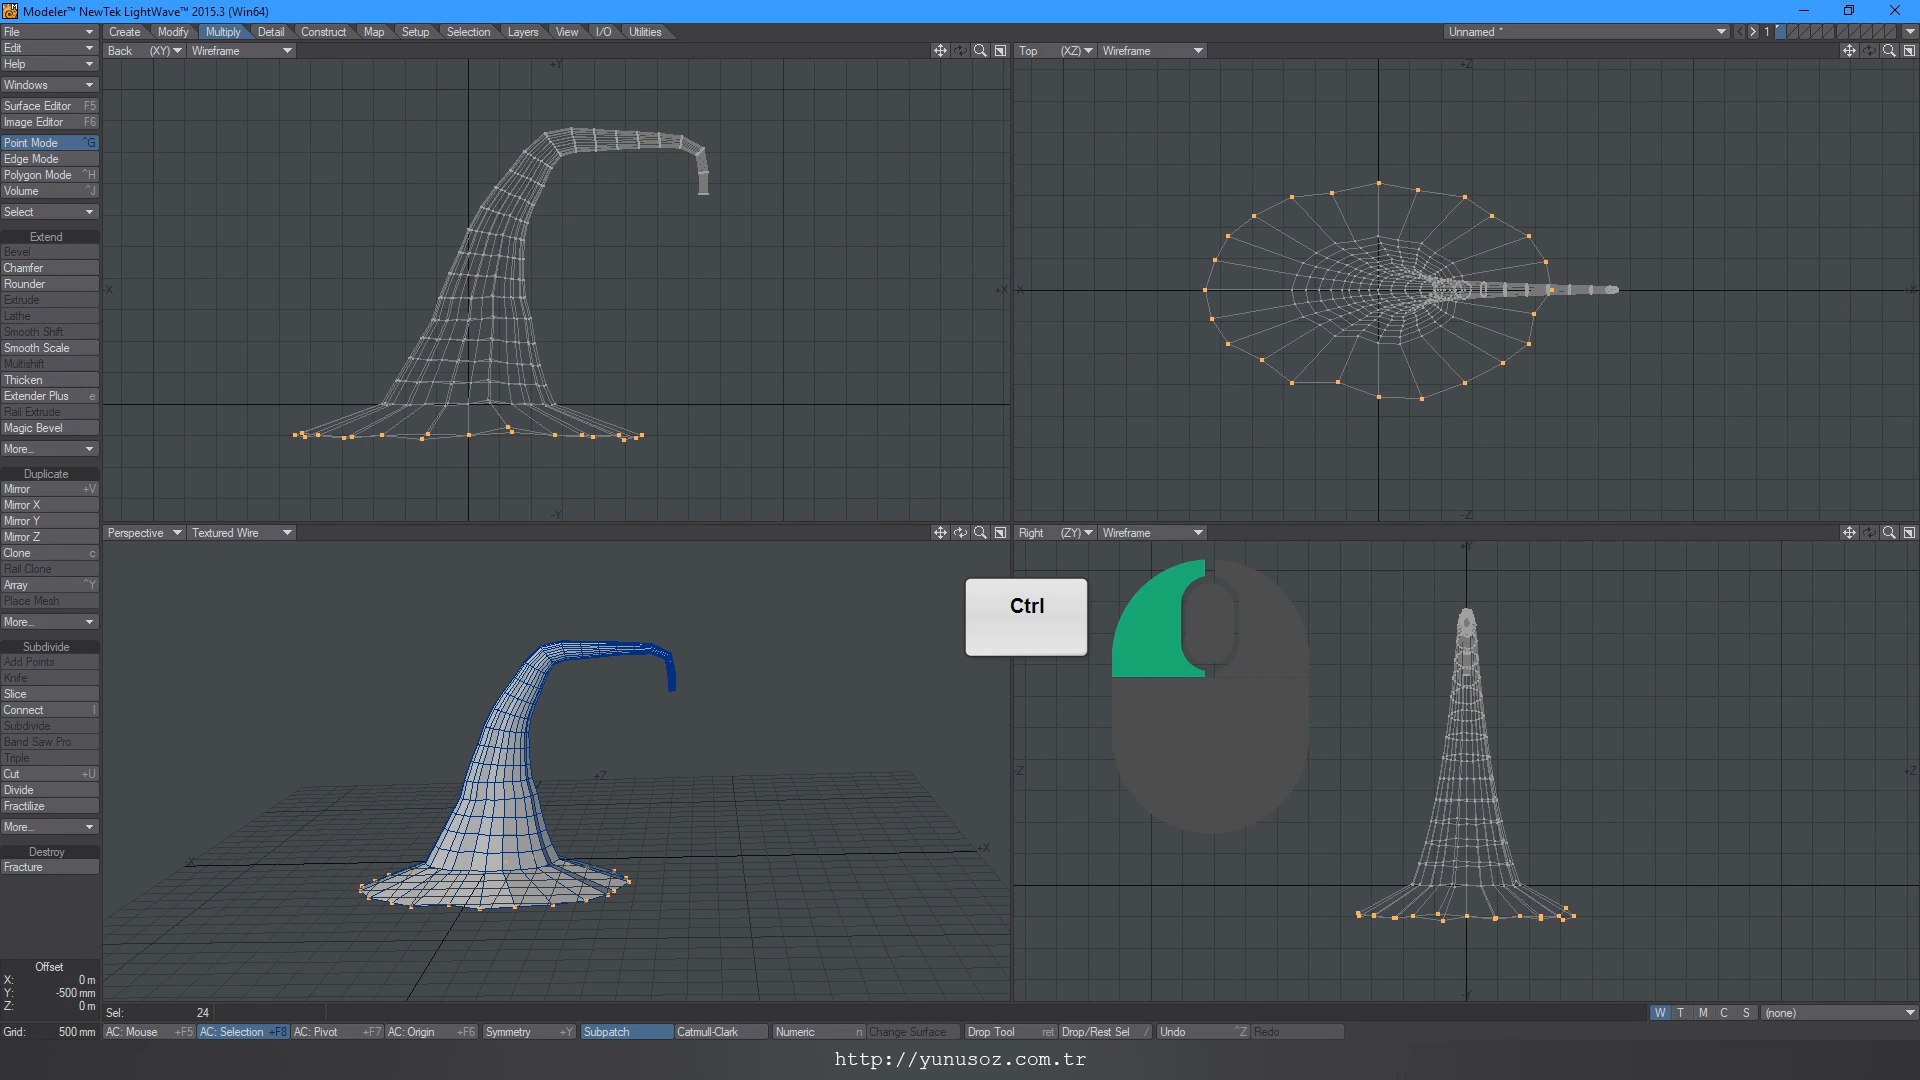 Modeler™ NewTek LightWave™ 2015.3 (Win64)
File
Edit
Help
Windows
Surface Editor F5
Image Editor F6
Point Mode ^G
Edge Mode
Polygon Mode ^H
Volume ^J
Select
Extend
Bevel
Chamfer
Rounder
Extrude
Lathe
Smooth Shift
Smooth Scale
Multishift
Thicken
Extender Plus e
Rail Extrude
Magic Bevel
More...
Duplicate
Mirror +V
Mirror X
Mirror Y
Mirror Z
Clone c
Rail Clone
Array ^Y
Place Mesh
More...
Subdivide
Add Points
Knife
Slice
Connect l
Subdivide
Band Saw Pro
Triple
Cut +U
Divide
Fractilize
More...
Destroy
Fracture
Offset
X: 0 m
Y: -500 mm
Z: 0 m
Grid: 500 mm
Create Modify Multiply Detail Construct Map Setup Selection Layers View I/O Utilities
Unnamed * 1
Back (XY) Wireframe
+Y
-X
+X
-Y
Top (XZ) Wireframe
+Z
-X
-Z
Perspective Textured Wire
+Z
-X
+X
Right (ZY) Wireframe
+Y
-Z
+Z
-Y
Ctrl
Sel: 24
W T M C S (none)
AC: Mouse +F5 AC: Selection +F8 AC: Pivot +F7 AC: Origin +F6 Symmetry +Y Subpatch Catmull-Clark Numeric n Change Surface Drop Tool ret Drop/Rest Sel / Undo ^Z Redo
http://yunusoz.com.tr